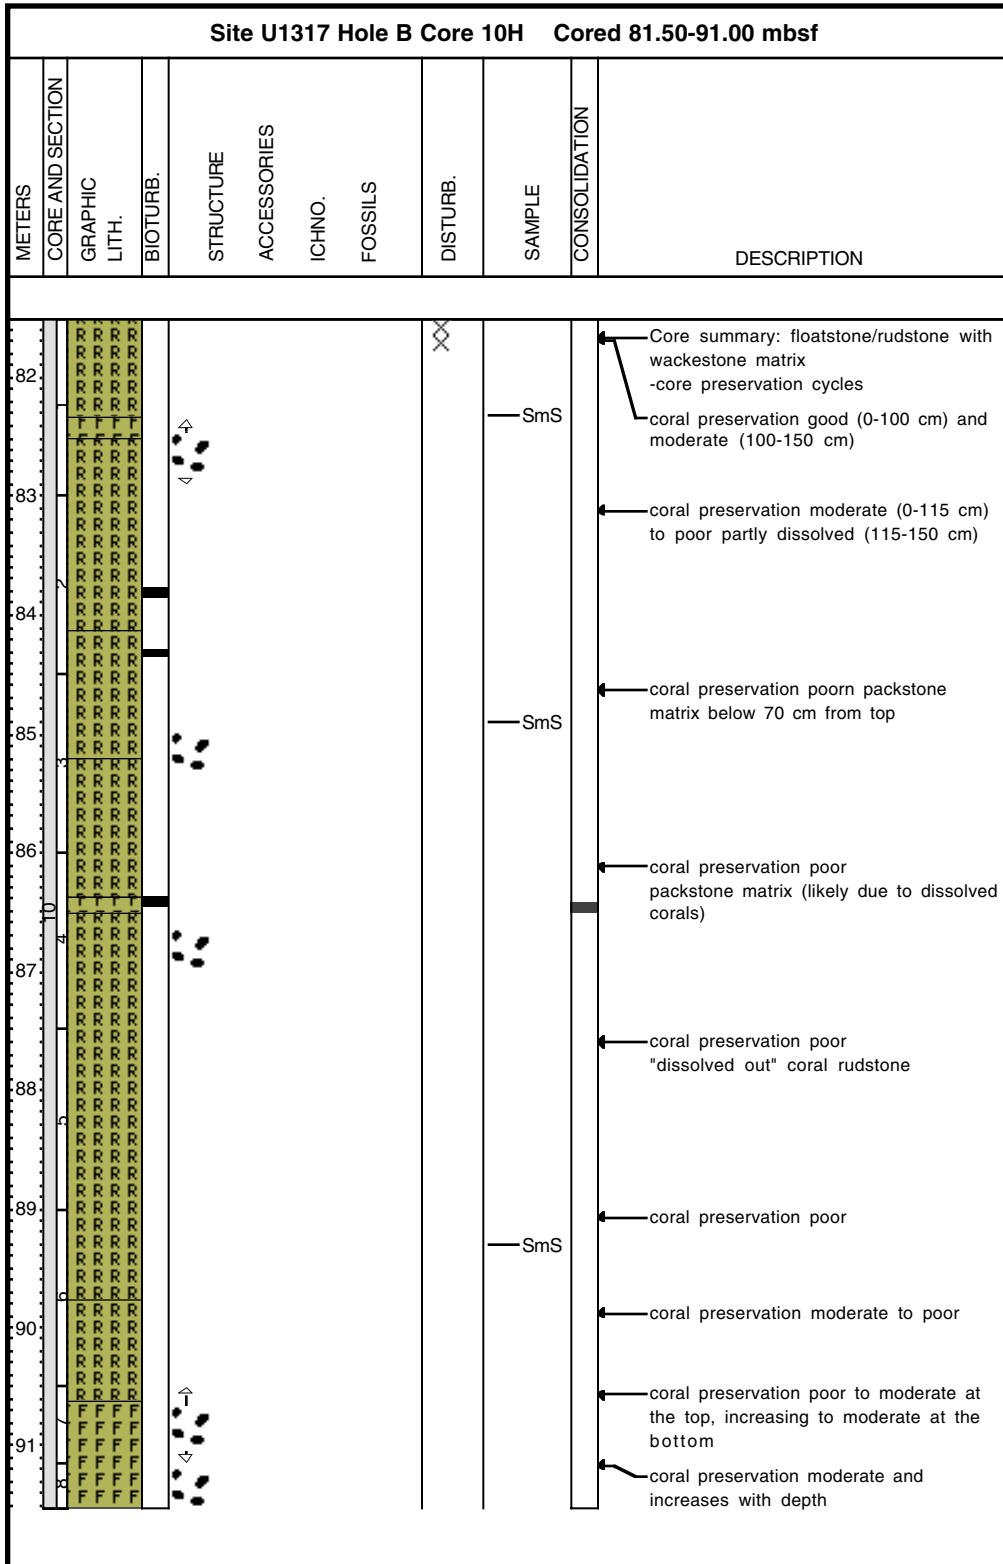 Site U1317 Hole B Core 10H Cored 81.50-91.00 mbsf
METERS
CORE AND SECTION
GRAPHIC
LITH.
BIOTURB.
STRUCTURE
ACCESSORIES
ICHNO.
FOSSILS
DISTURB.
SAMPLE
CONSOLIDATION
DESCRIPTION
Core summary: floatstone/rudstone with
wackestone matrix
-core preservation cycles
82
1
SmS
coral preservation good (0-100 cm) and
moderate (100-150 cm)
83
coral preservation moderate (0-115 cm)
to poor partly dissolved (115-150 cm)
2
84
coral preservation poorn packstone
matrix below 70 cm from top
SmS
85
3
86
coral preservation poor
packstone matrix (likely due to dissolved
corals)
10
4
87
coral preservation poor
"dissolved out" coral rudstone
88
5
89
coral preservation poor
SmS
6
90
coral preservation moderate to poor
coral preservation poor to moderate at
the top, increasing to moderate at the
bottom
7
91
coral preservation moderate and
increases with depth
8